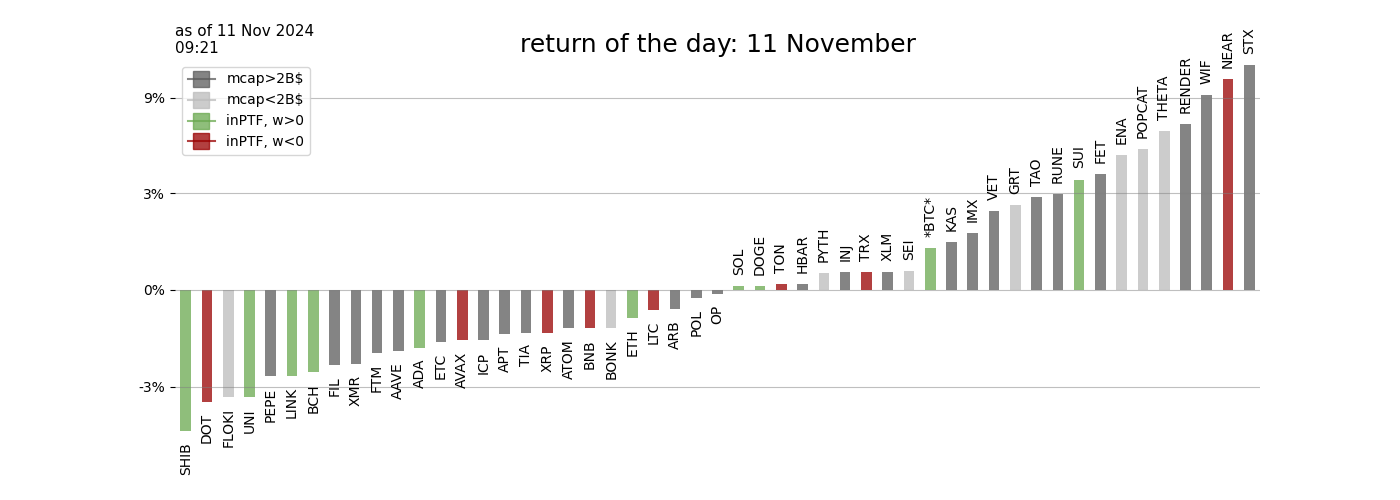 as of 11 Nov 2024
09:21
return of the day: 11 November
mcap>2B$
mcap<2B$
inPTF, w>0
inPTF, w<0
9%
3%
0%
-3%
SHIB
DOT
FLOKI
UNI
PEPE
LINK
BCH
FIL
XMR
FTM
AAVE
ADA
ETC
AVAX
ICP
APT
TIA
XRP
ATOM
BNB
BONK
ETH
LTC
ARB
POL
OP
SOL
DOGE
TON
HBAR
PYTH
INJ
TRX
XLM
SEI
*BTC*
KAS
IMX
VET
GRT
TAO
RUNE
SUI
FET
ENA
POPCAT
THETA
RENDER
WIF
NEAR
STX